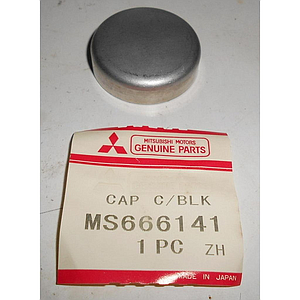 MITSUBISHI MOTORS
GENUINE PARTS
CAP C/BLK
MS666141
1 PC ZH
MADE IN JAPAN